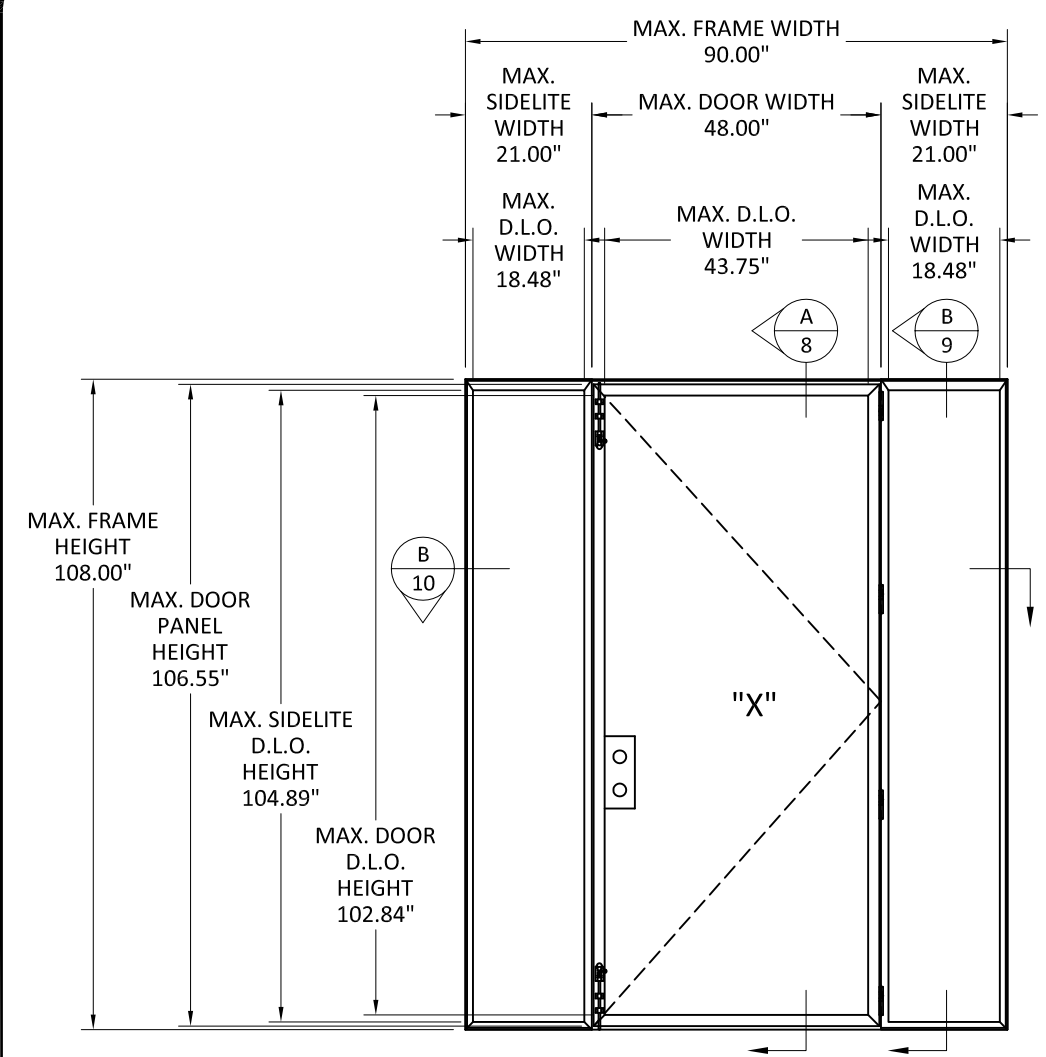 MAX. FRAME WIDTH
90.00"
MAX.
SIDELITE
WIDTH
21.00"
MAX. DOOR WIDTH
48.00"
MAX.
SIDELITE
WIDTH
21.00"
MAX.
D.L.O.
WIDTH
18.48"
MAX. D.L.O.
WIDTH
43.75"
MAX.
D.L.O.
WIDTH
18.48"
A
8
B
9
MAX. FRAME
HEIGHT
108.00"
B
10
MAX. DOOR
PANEL
HEIGHT
106.55"
MAX. SIDELITE
D.L.O.
HEIGHT
104.89"
"X"
MAX. DOOR
D.L.O.
HEIGHT
102.84"